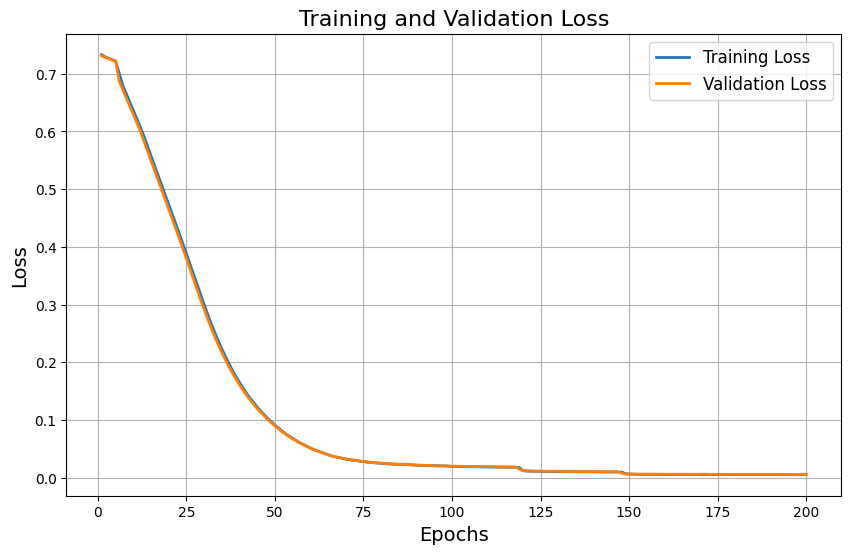 Training and Validation Loss
Training Loss
Validation Loss
0.7
0.6
0.5
0.4
0.3
0.2
0.1
0.0
Loss
0 25 50 75 100 125 150 175 200
Epochs